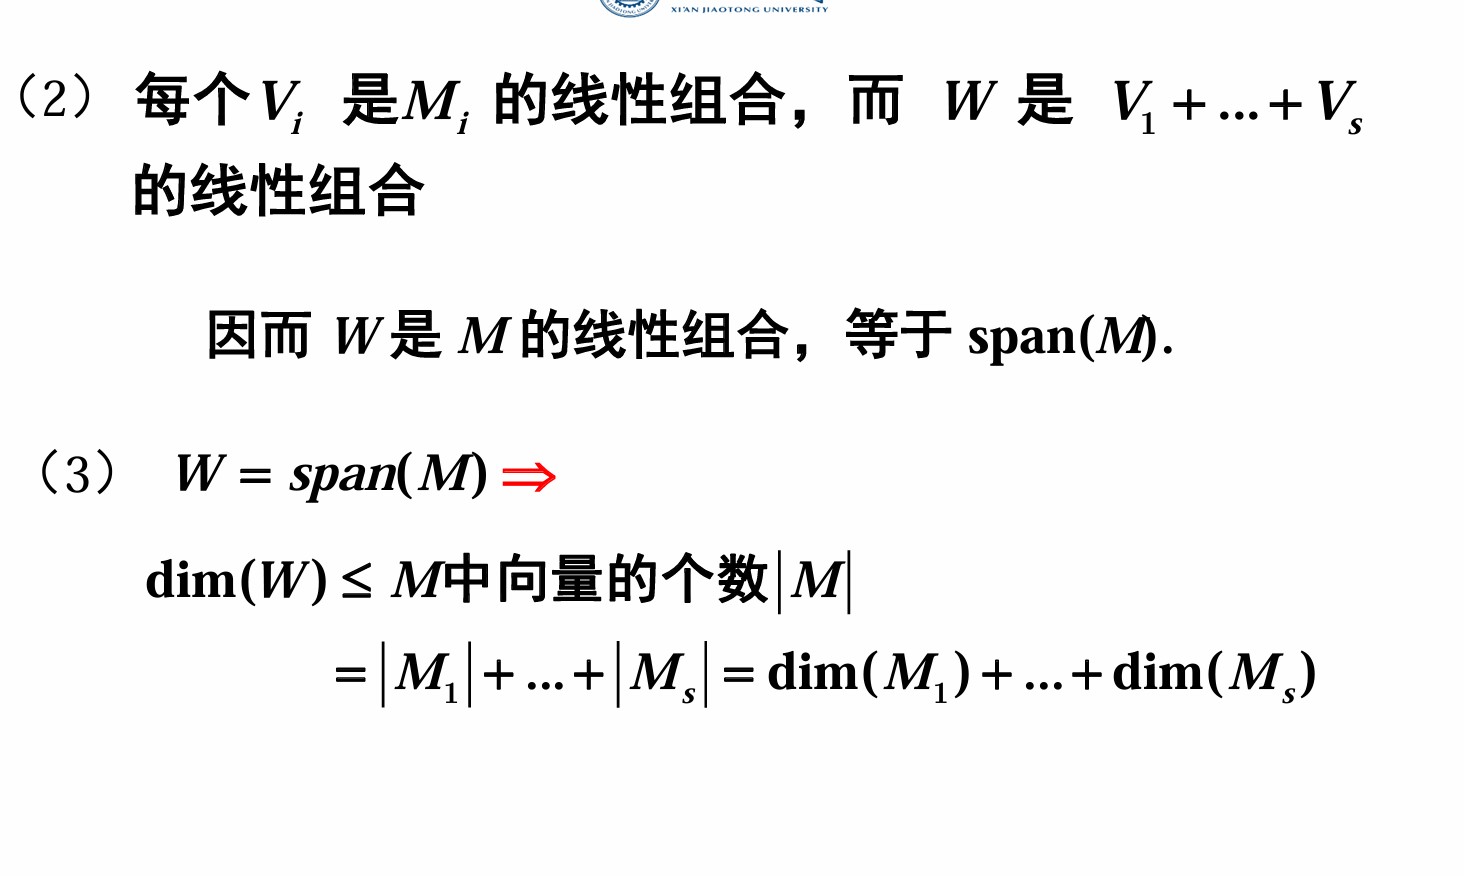 XI'AN JIAOTONG UNIVERSITY
（2） 每个 V_i 是 M_i 的线性组合，而 W 是 V_1 + ... + V_s
的线性组合
因而 W 是 M 的线性组合，等于 span(M).
（3） W = span(M) ⇒
dim(W) ≤ M中向量的个数|M|
= |M_1| + ... + |M_s| = dim(M_1) + ... + dim(M_s)